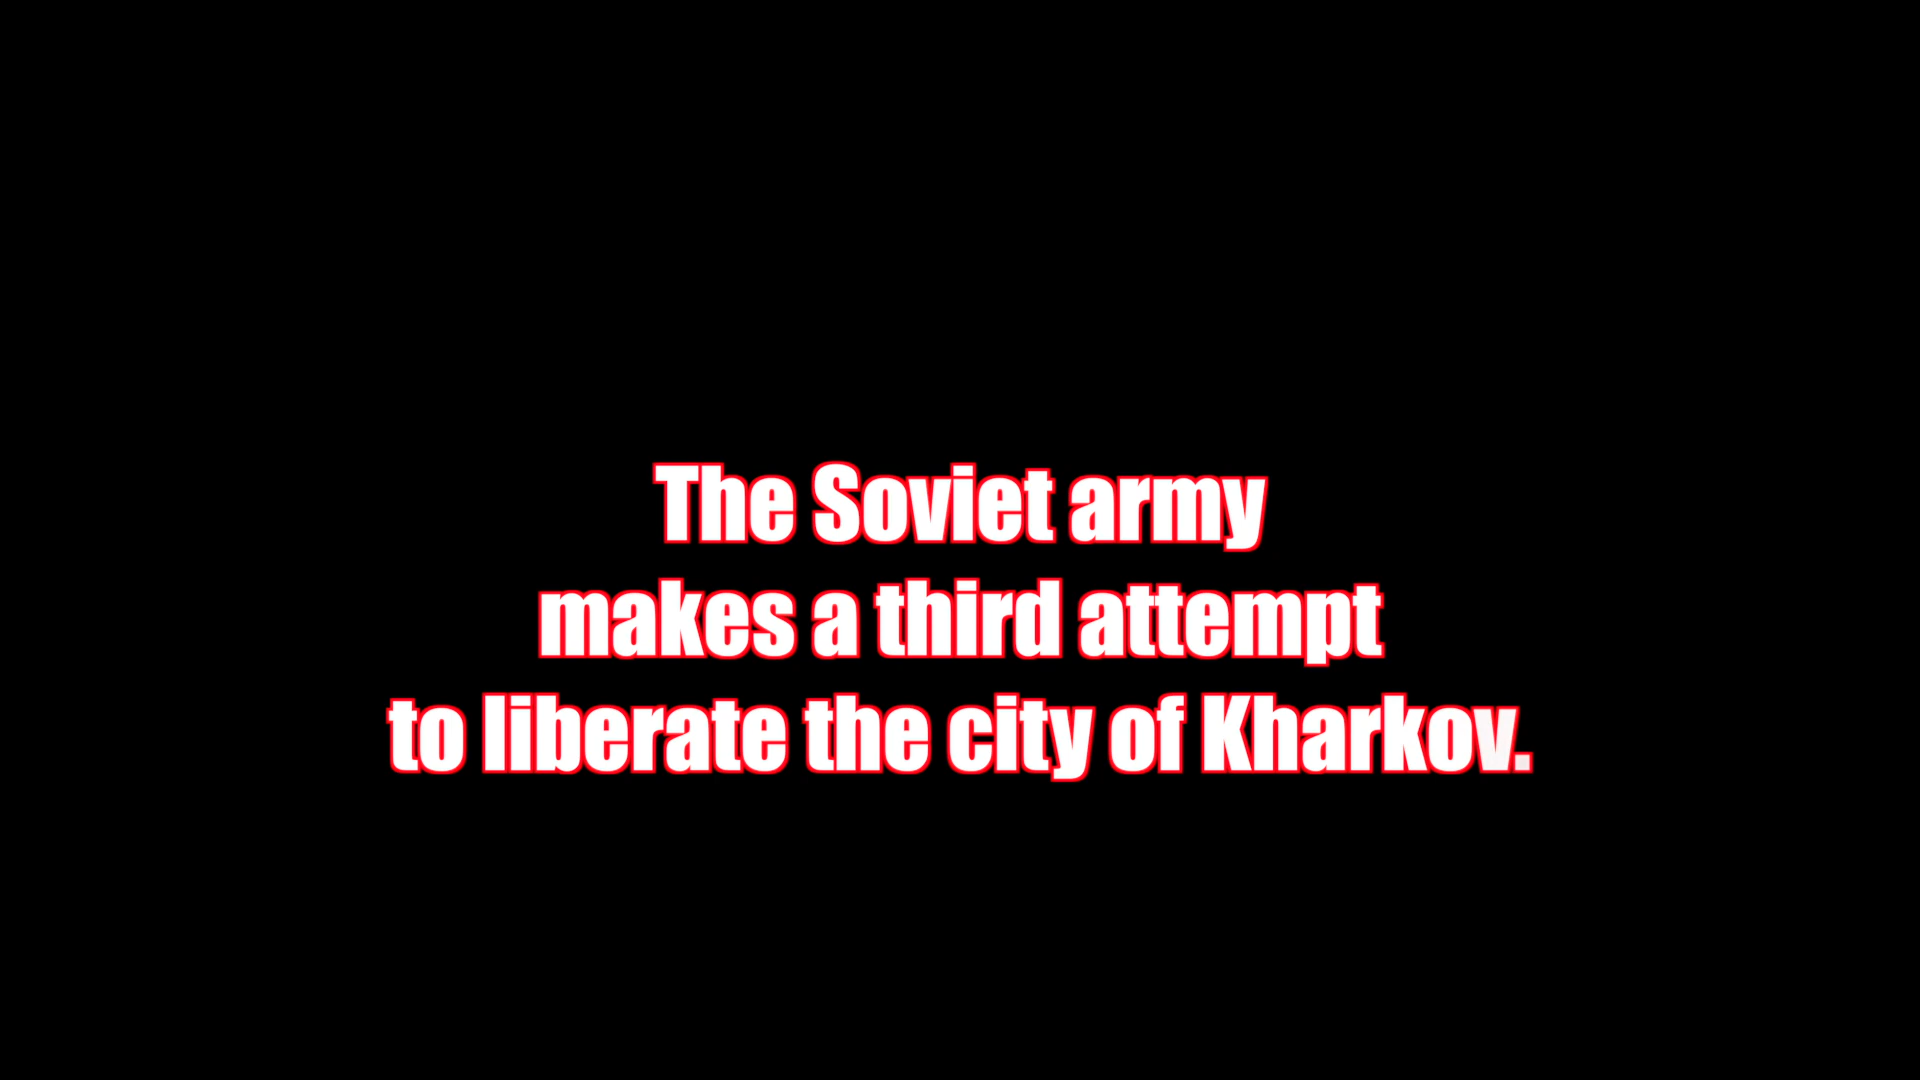 The Soviet army
makes a third attempt
to liberate the city of Kharkov.